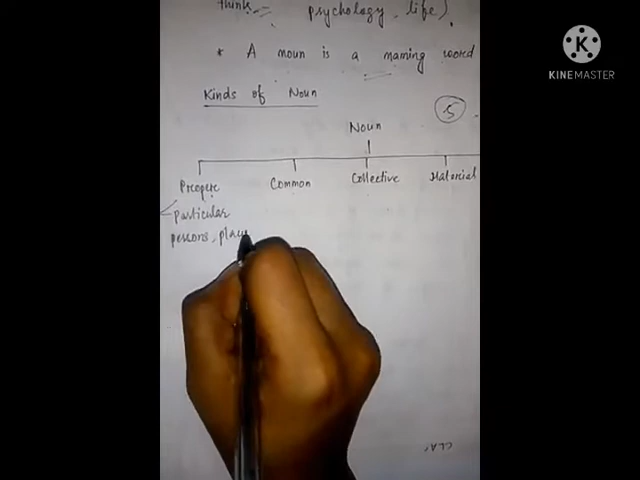 think
psychology, life).
* A noun is a naming word
Kinds of Noun
5
Noun
Proper Common Collective Material
particular
persons, place
KINEMASTER